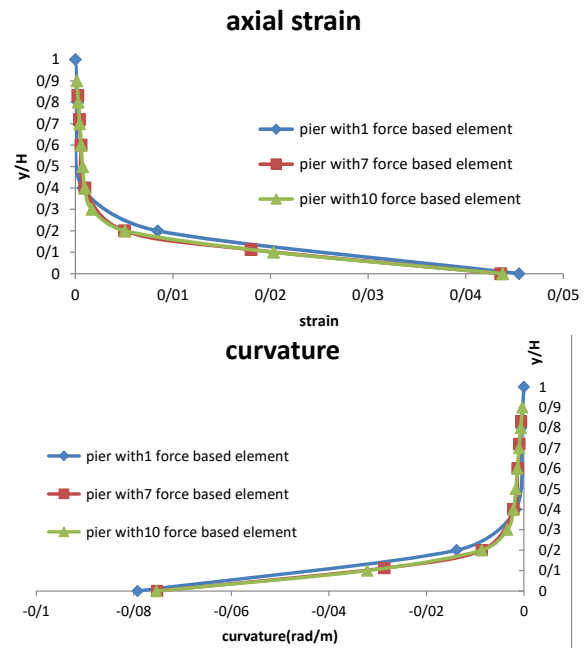 axial strain
y/H
1
0/9
0/8
0/7
0/6
0/5
0/4
0/3
0/2
0/1
0
pier with1 force based element
pier with7 force based element
pier with10 force based element
0 0/01 0/02 0/03 0/04 0/05
strain
curvature
y/H
1
0/9
0/8
0/7
0/6
0/5
0/4
0/3
0/2
0/1
0
pier with1 force based element
pier with7 force based element
pier with10 force based element
-0/1 -0/08 -0/06 -0/04 -0/02 0
curvature(rad/m)